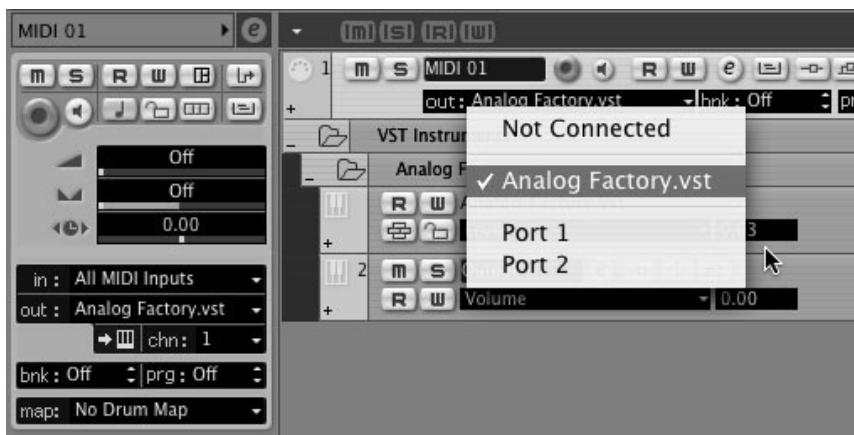 MIDI 01
e
m S R W
in : All MIDI Inputs
out : Analog Factory.vst
chn : 1
bnk : Off prg : Off
map: No Drum Map
Off
Off
0.00
[m] [S] [R] [W]
1 m S MIDI 01 R W e
out : Analog Factory.vst bnk : Off
VST Instrum
Analog F
R W
m S
2
R W Volume 0.00
Not Connected
✓ Analog Factory.vst
Port 1
Port 2